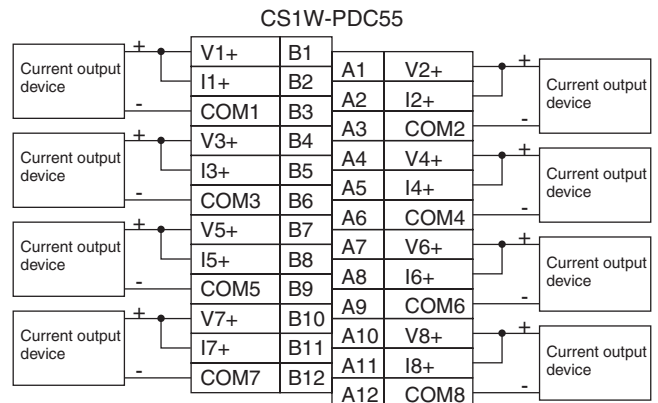 CS1W-PDC55
Current output
device
+
-
V1+ B1
I1+ B2
COM1 B3
A1 V2+
A2 I2+
A3 COM2
+
-
Current output
device
Current output
device
+
-
V3+ B4
I3+ B5
COM3 B6
A4 V4+
A5 I4+
A6 COM4
+
-
Current output
device
Current output
device
+
-
V5+ B7
I5+ B8
COM5 B9
A7 V6+
A8 I6+
A9 COM6
+
-
Current output
device
Current output
device
+
-
V7+ B10
I7+ B11
COM7 B12
A10 V8+
A11 I8+
A12 COM8
+
-
Current output
device